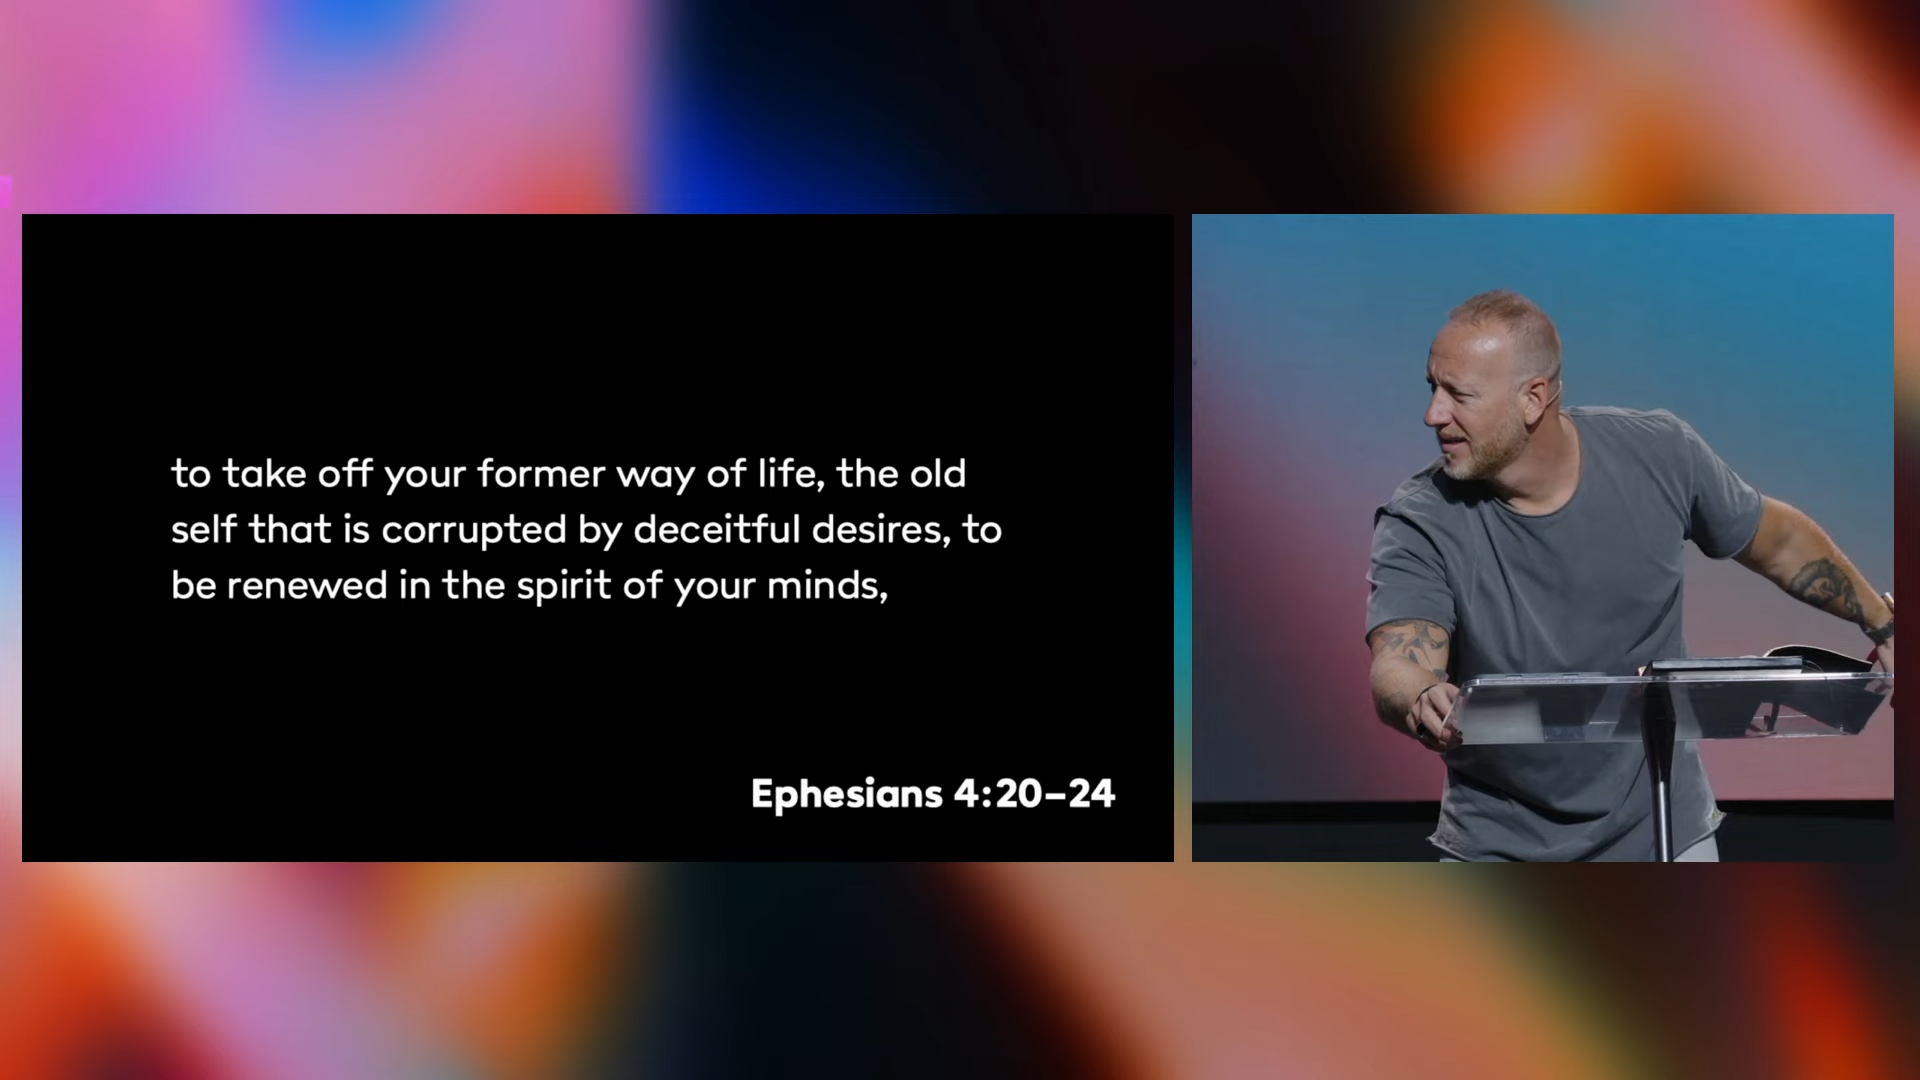 to take off your former way of life, the old
self that is corrupted by deceitful desires, to
be renewed in the spirit of your minds,
Ephesians 4:20–24